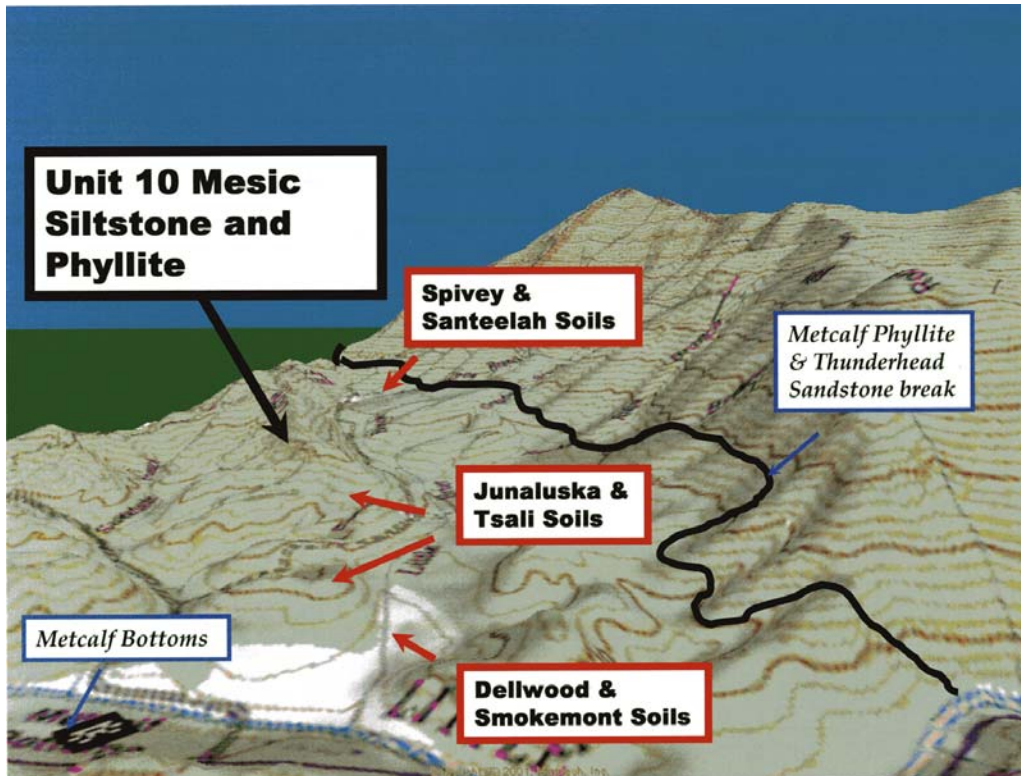 Unit 10 Mesic
Siltstone and
Phyllite
Spivey &
Santeelah Soils
Metcalf Phyllite
& Thunderhead
Sandstone break
Junaluska &
Tsali Soils
Metcalf Bottoms
Dellwood &
Smokemont Soils